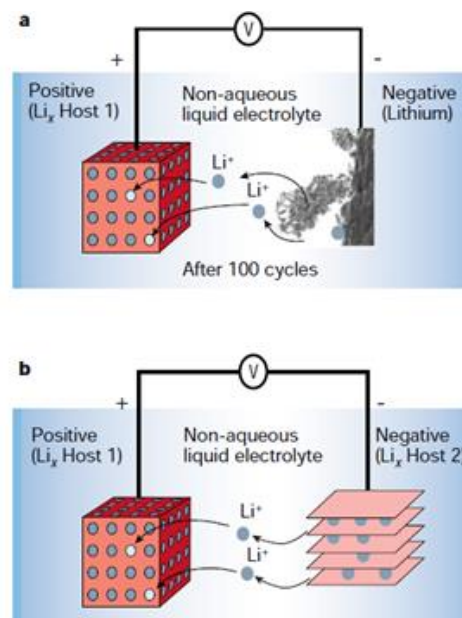 a
V
+
-
Positive
(Liₓ Host 1)
Non-aqueous
liquid electrolyte
Negative
(Lithium)
Li⁺
Li⁺
After 100 cycles
b
V
+
-
Positive
(Liₓ Host 1)
Non-aqueous
liquid electrolyte
Negative
(Liₓ Host 2)
Li⁺
Li⁺